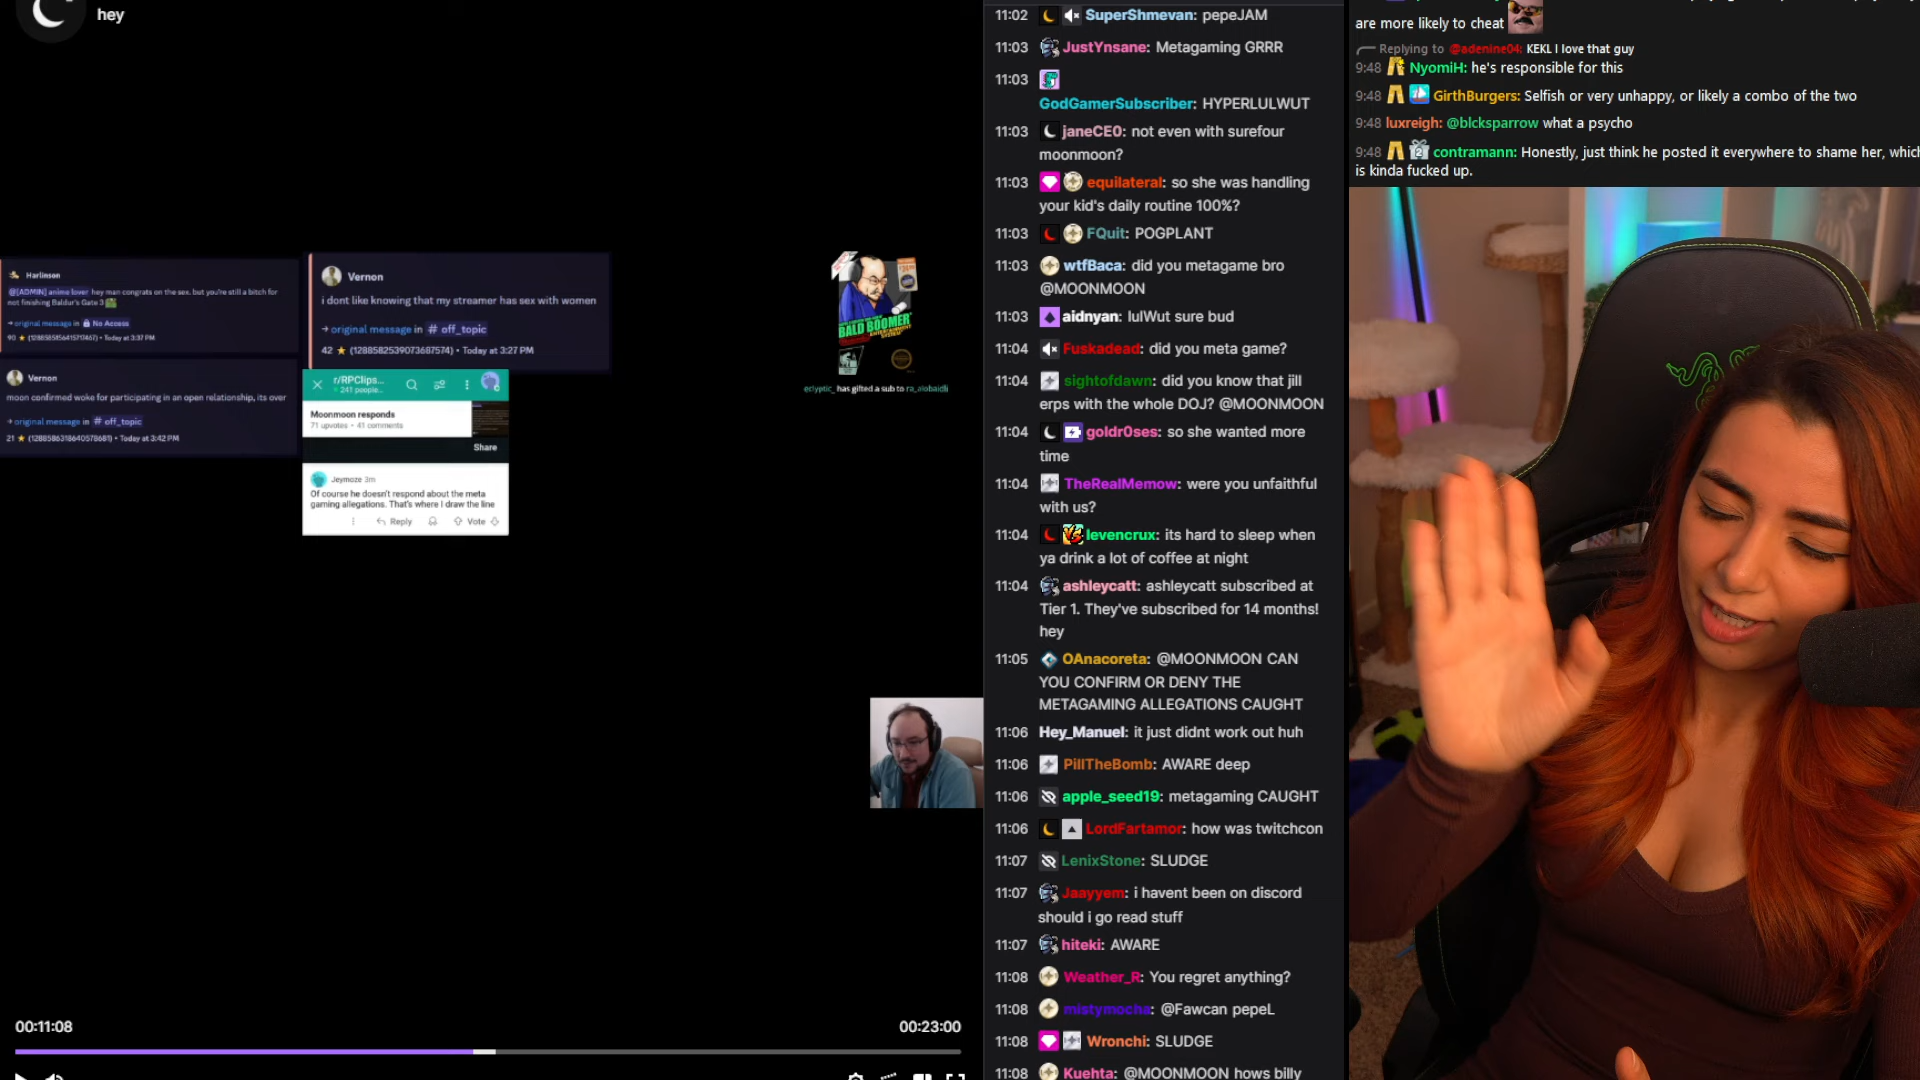 hey
Harlinson
@[ADMIN] anime lover hey man congrats on the sex, but you're still a bitch for
not finishing Baldur's Gate 3
original message in No Access
Today at 3:37 PM
Vernon
i dont like knowing that my streamer has sex with women
original message in # off_topic
42 (1288582539073687574) • Today at 3:27 PM
Vernon
moon confirmed woke for participating in an open relationship, its over
original message in # off_topic
21 (1288586318640578681) • Today at 3:42 PM
r/RPClips...
241 people...
Moonmoon responds
71 upvotes • 41 comments
Share
Jeymoze 3m
Of course he doesn't respond about the meta
gaming allegations. That's where I draw the line
Reply Vote
BALD BOOMER
eclyptic_ has gifted a sub to ra_alobaidli
00:11:08
00:23:00
11:02 SuperShmevan: pepeJAM
11:03 JustYnsane: Metagaming GRRR
11:03
GodGamerSubscriber: HYPERLULWUT
11:03 janeCE0: not even with surefour
moonmoon?
11:03 equilateral: so she was handling
your kid's daily routine 100%?
11:03 FQuit: POGPLANT
11:03 wtfBaca: did you metagame bro
@MOONMOON
11:03 aidnyan: lulWut sure bud
11:04 Fuskadead: did you meta game?
11:04 sightofdawn: did you know that jill
erps with the whole DOJ? @MOONMOON
11:04 goldr0ses: so she wanted more
time
11:04 TheRealMemow: were you unfaithful
with us?
11:04 levencrux: its hard to sleep when
ya drink a lot of coffee at night
11:04 ashleycatt: ashleycatt subscribed at
Tier 1. They've subscribed for 14 months!
hey
11:05 OAnacoreta: @MOONMOON CAN
YOU CONFIRM OR DENY THE
METAGAMING ALLEGATIONS CAUGHT
11:06 Hey_Manuel: it just didnt work out huh
11:06 PillTheBomb: AWARE deep
11:06 apple_seed19: metagaming CAUGHT
11:06 LordFartamor: how was twitchcon
11:07 LenixStone: SLUDGE
11:07 Jaayyem: i havent been on discord
should i go read stuff
11:07 hiteki: AWARE
11:08 Weather_R: You regret anything?
11:08 mistymocha: @Fawcan pepeL
11:08 Wronchi: SLUDGE
11:08 Kuehta: @MOONMOON hows billy
are more likely to cheat
Replying to @adenine04: KEKL I love that guy
9:48 NyomiH: he's responsible for this
9:48 GirthBurgers: Selfish or very unhappy, or likely a combo of the two
9:48 luxreigh: @blcksparrow what a psycho
9:48 contramann: Honestly, just think he posted it everywhere to shame her, which
is kinda fucked up.